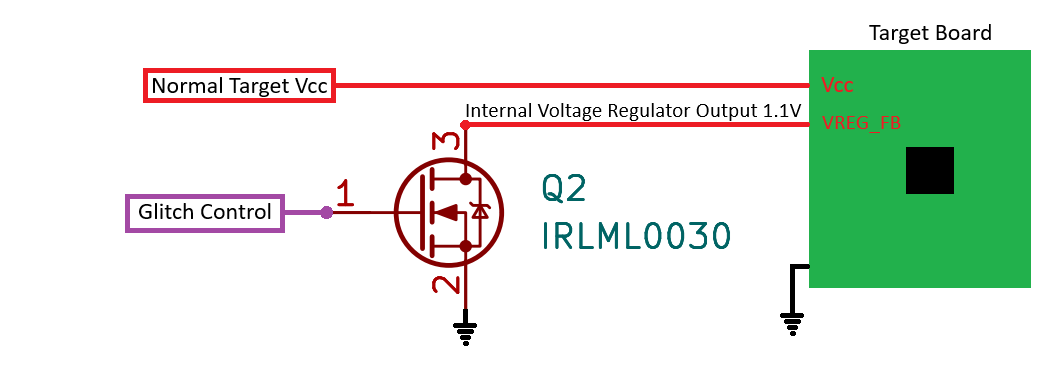 Target Board
Normal Target Vcc
Vcc
Internal Voltage Regulator Output 1.1V
VREG_FB
3
1
Q2
Glitch Control
IRLML0030
2